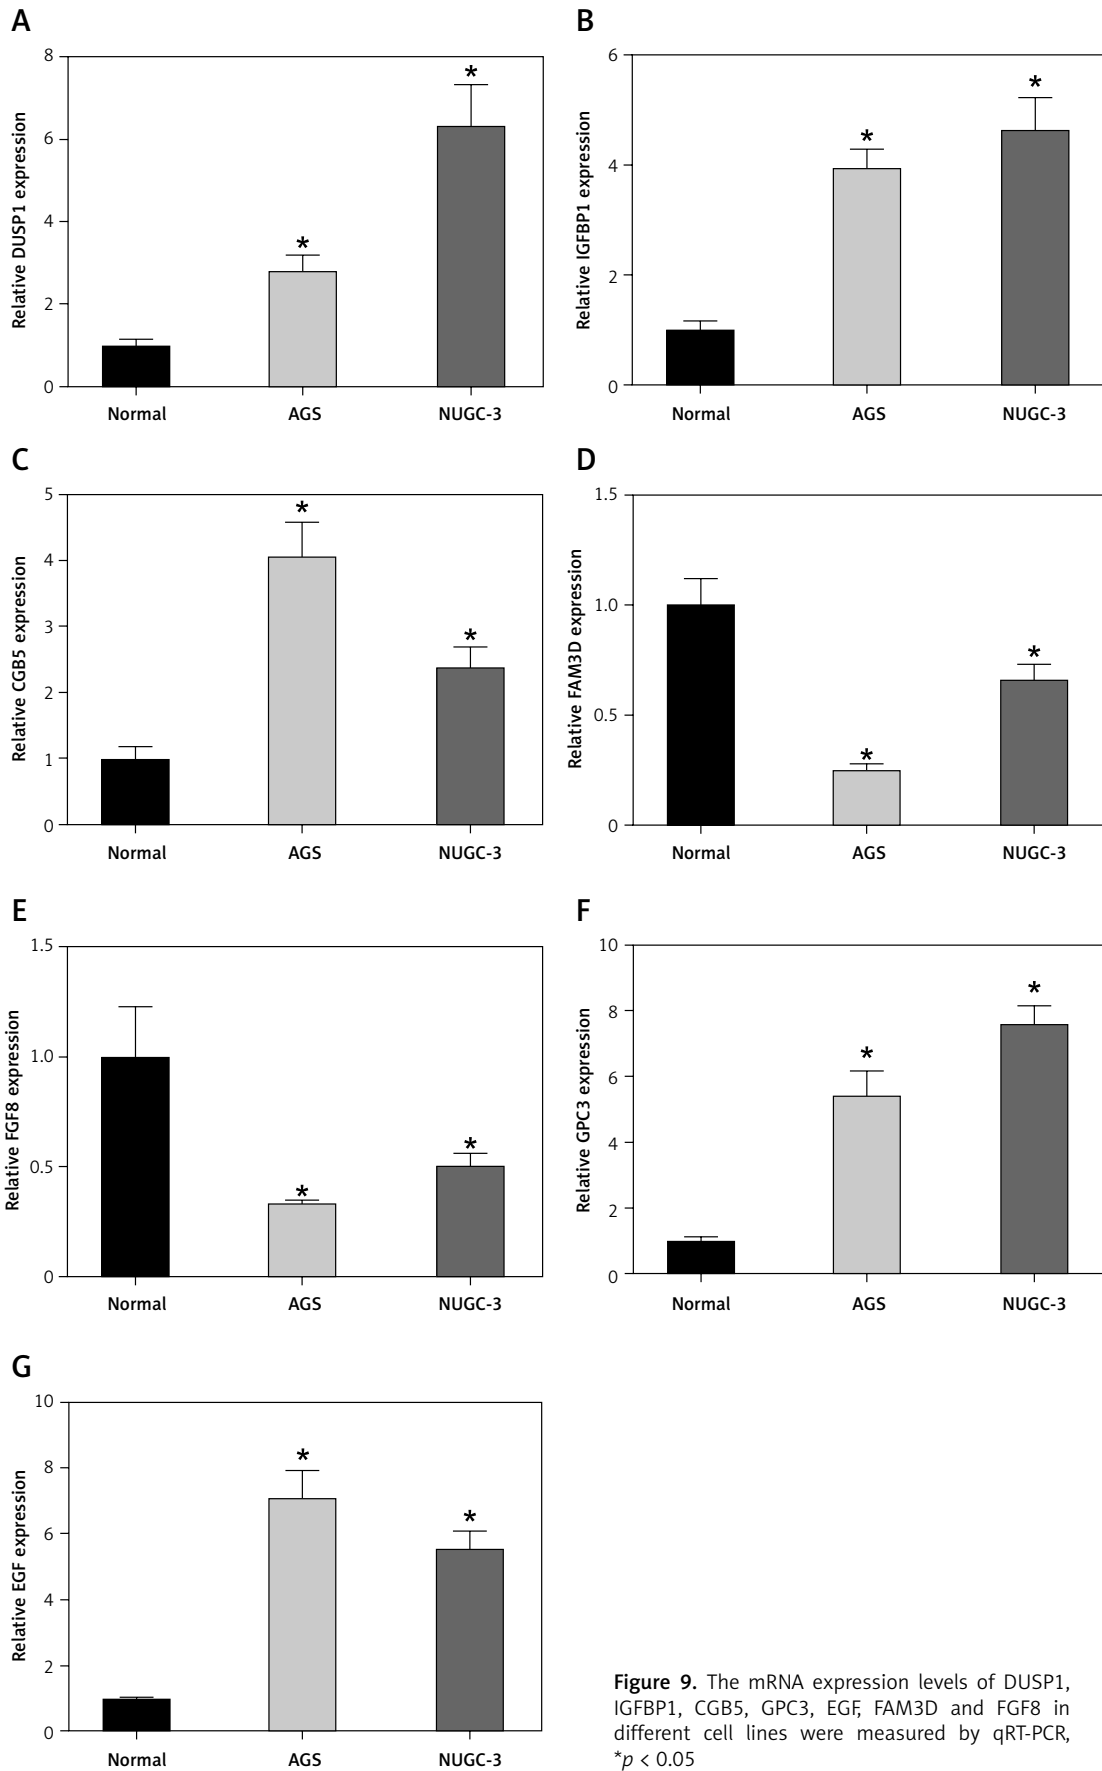 A
Relative DUSP1 expression
8
6
4
2
0
*
*
Normal AGS NUGC-3
B
Relative IGFBP1 expression
6
4
2
0
*
*
Normal AGS NUGC-3
C
Relative CGB5 expression
5
4
3
2
1
0
*
*
Normal AGS NUGC-3
D
Relative FAM3D expression
1.5
1.0
0.5
0
*
*
Normal AGS NUGC-3
E
Relative FGF8 expression
1.5
1.0
0.5
0
*
*
Normal AGS NUGC-3
F
Relative GPC3 expression
10
8
6
4
2
0
*
*
Normal AGS NUGC-3
G
Relative EGF expression
10
8
6
4
2
0
*
*
Normal AGS NUGC-3
Figure 9. The mRNA expression levels of DUSP1,
IGFBP1, CGB5, GPC3, EGF, FAM3D and FGF8 in
different cell lines were measured by qRT-PCR,
*p < 0.05